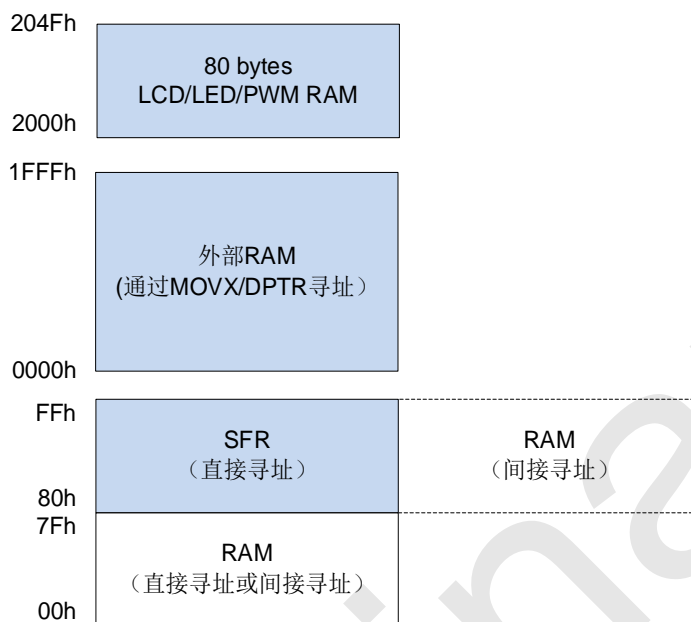 204Fh
80 bytes
LCD/LED/PWM RAM
2000h
1FFFh
外部RAM
(通过MOVX/DPTR寻址）
0000h
FFh
SFR
（直接寻址）
RAM
（间接寻址）
80h
7Fh
RAM
（直接寻址或间接寻址）
00h